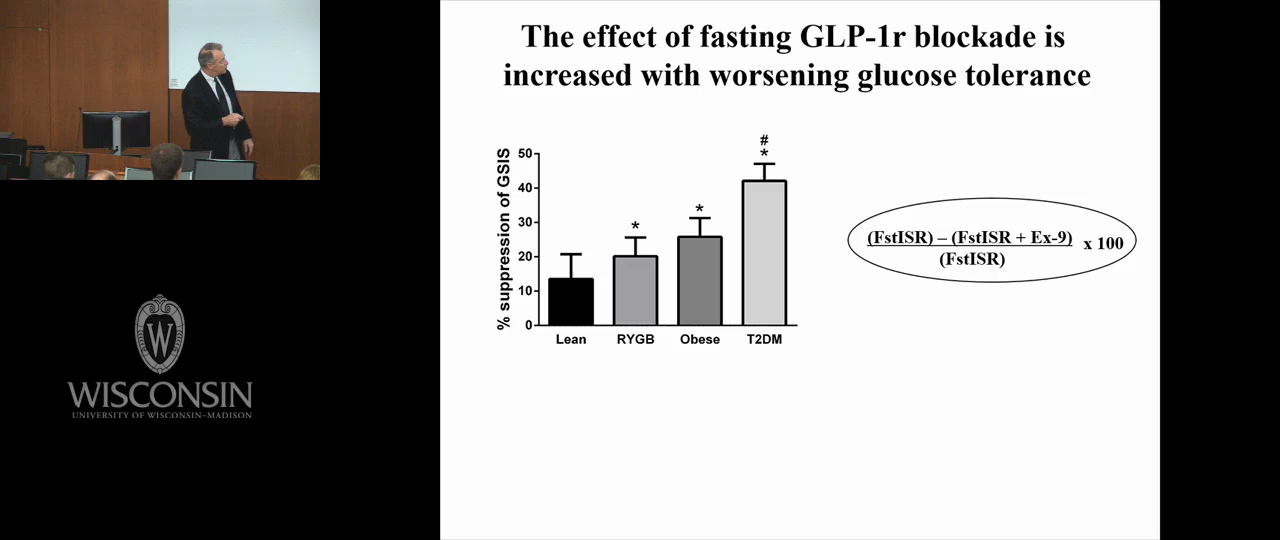 The effect of fasting GLP-1r blockade is
increased with worsening glucose tolerance
% suppression of GSIS
50
40
30
20
10
0
*
*
#
*
Lean
RYGB
Obese
T2DM
(FstISR) – (FstISR + Ex-9)
x 100
(FstISR)
W
WISCONSIN
UNIVERSITY OF WISCONSIN–MADISON